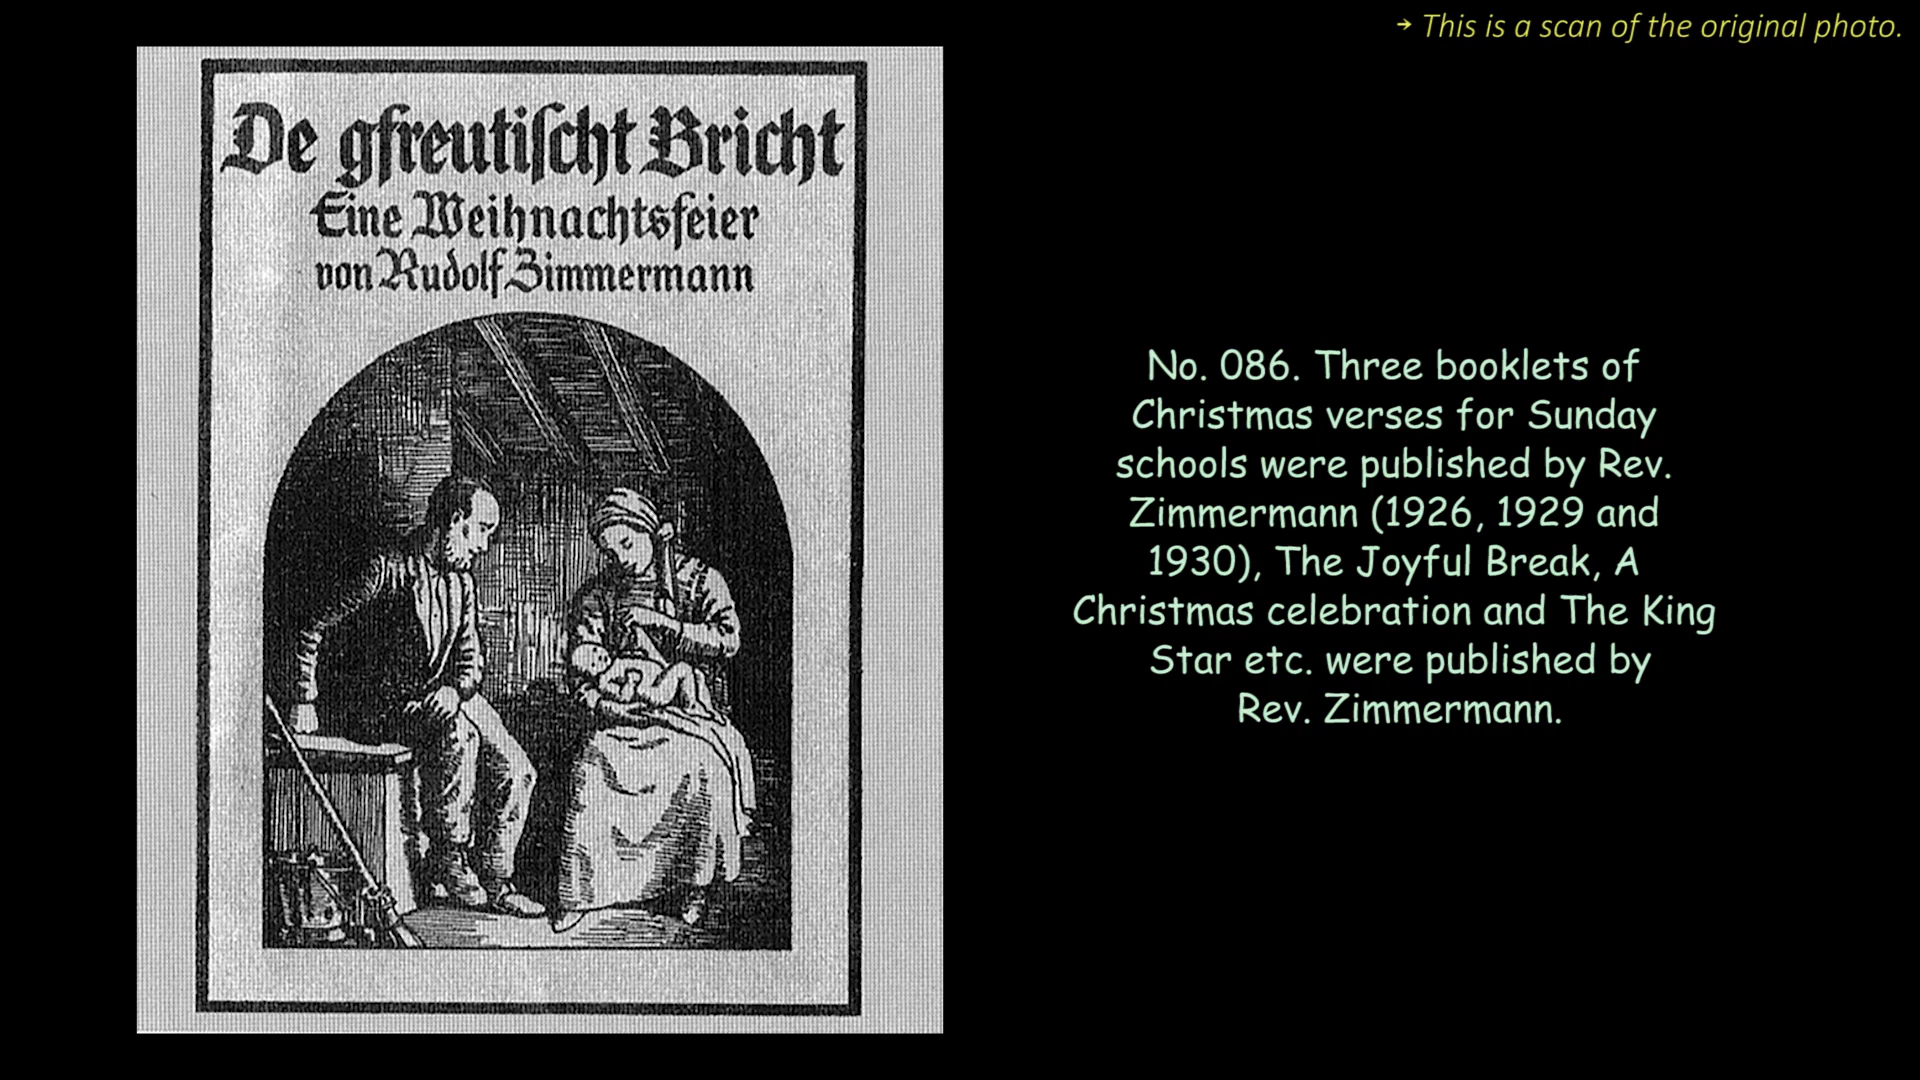 → This is a scan of the original photo.
De gfreutiſcht Bricht
Eine Weihnachtsfeier
von Rudolf Zimmermann
No. 086. Three booklets of
Christmas verses for Sunday
schools were published by Rev.
Zimmermann (1926, 1929 and
1930), The Joyful Break, A
Christmas celebration and The King
Star etc. were published by
Rev. Zimmermann.